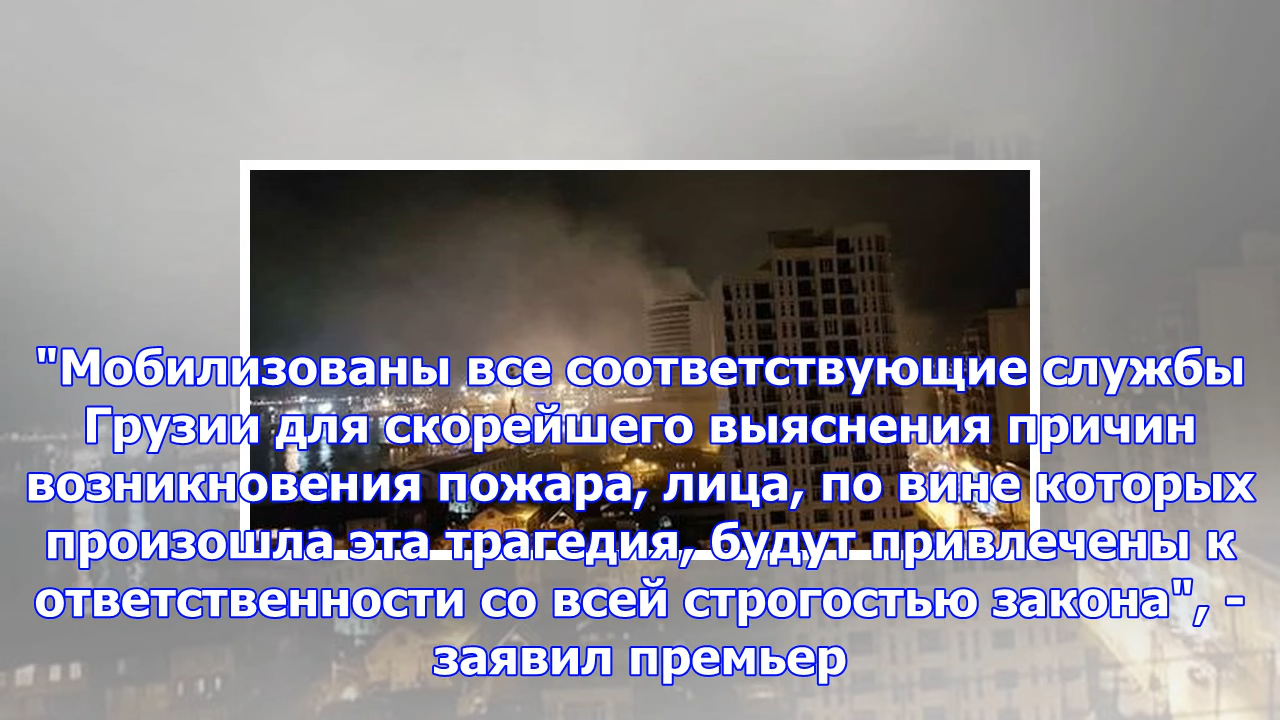 "Мобилизованы все соответствующие службы
Грузии для скорейшего выяснения причин
возникновения пожара, лица, по вине которых
произошла эта трагедия, будут привлечены к
ответственности со всей строгостью закона", -
заявил премьер